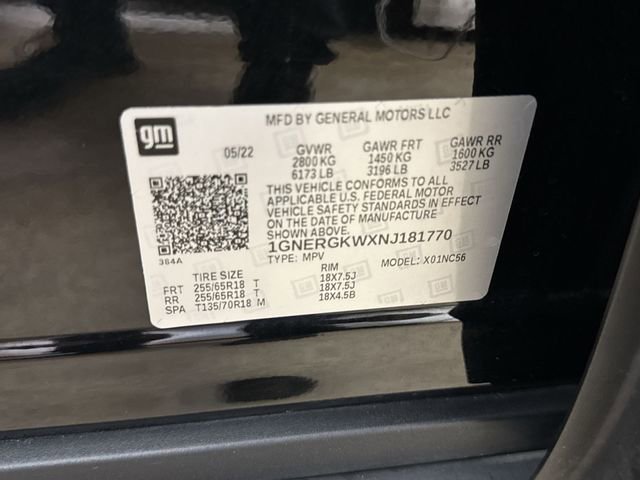 MFD BY GENERAL MOTORS LLC
gm
05/22
GVWR GAWR FRT GAWR RR
2800 KG 1450 KG 1600 KG
6173 LB 3196 LB 3527 LB
THIS VEHICLE CONFORMS TO ALL
APPLICABLE U.S. FEDERAL MOTOR
VEHICLE SAFETY STANDARDS IN EFFECT
ON THE DATE OF MANUFACTURE
SHOWN ABOVE.
1GNERGKWXNJ181770
384A
TYPE: MPV MODEL: X01NC56
TIRE SIZE RIM
FRT 255/65R18 T 18X7.5J
RR 255/65R18 T 18X7.5J
SPA T135/70R18 M 18X4.5B